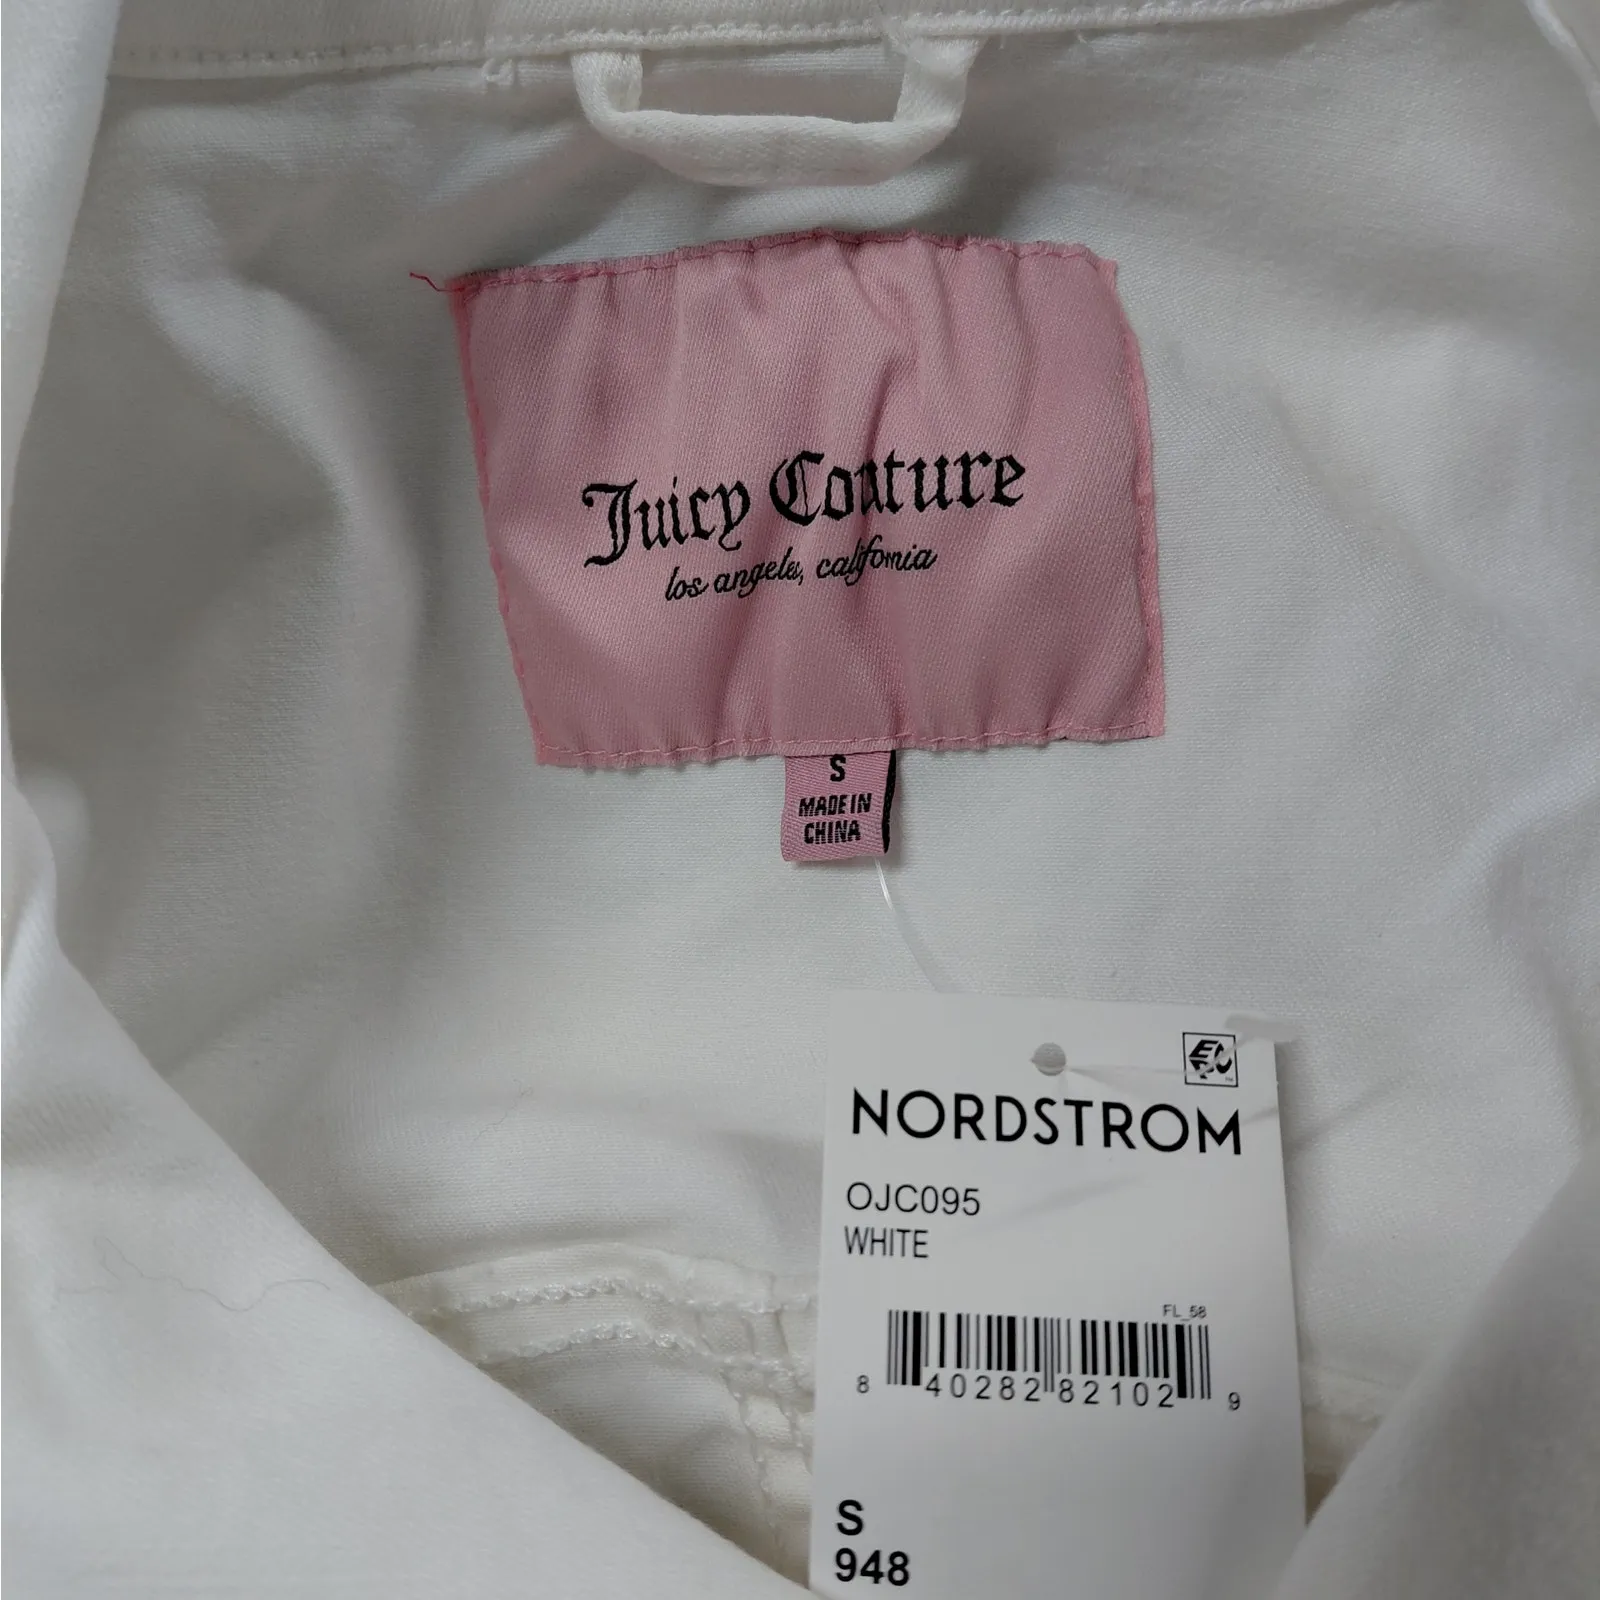 Juicy Couture
los angeles, california
S
MADE IN
CHINA
NORDSTROM
OJC095
WHITE
FL_58
8 40282 82102 9
S
948